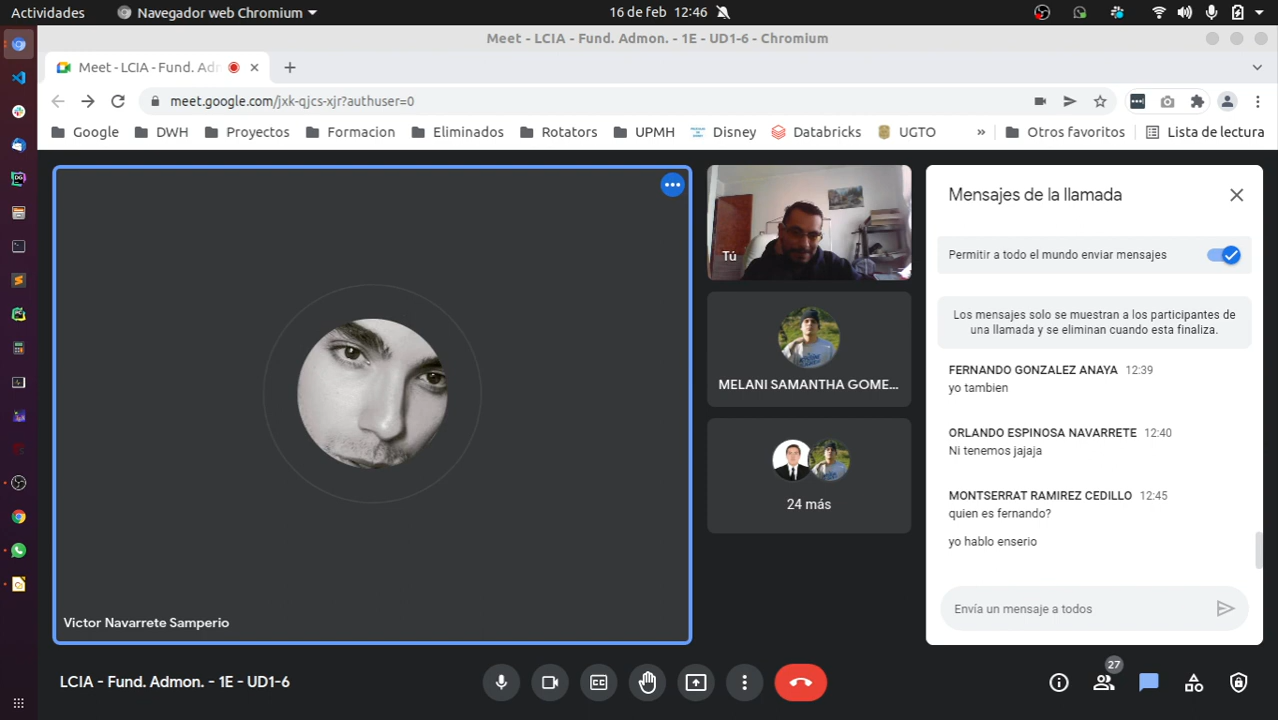 Actividades
Navegador web Chromium
16 de feb 12:46
Meet - LCIA - Fund. Admon. - 1E - UD1-6 - Chromium
Meet - LCIA - Fund. Adm
meet.google.com/jxk-qjcs-xjr?authuser=0
Google
DWH
Proyectos
Formacion
Eliminados
Rotators
UPMH
Disney
Databricks
UGTO
»
Otros favoritos
Lista de lectura
Tú
MELANI SAMANTHA GOME...
24 más
Victor Navarrete Samperio
Mensajes de la llamada
Permitir a todo el mundo enviar mensajes
Los mensajes solo se muestran a los participantes de
una llamada y se eliminan cuando esta finaliza.
FERNANDO GONZALEZ ANAYA 12:39
yo tambien
ORLANDO ESPINOSA NAVARRETE 12:40
Ni tenemos jajaja
MONTSERRAT RAMIREZ CEDILLO 12:45
quien es fernando?
yo hablo enserio
Envía un mensaje a todos
LCIA - Fund. Admon. - 1E - UD1-6
27